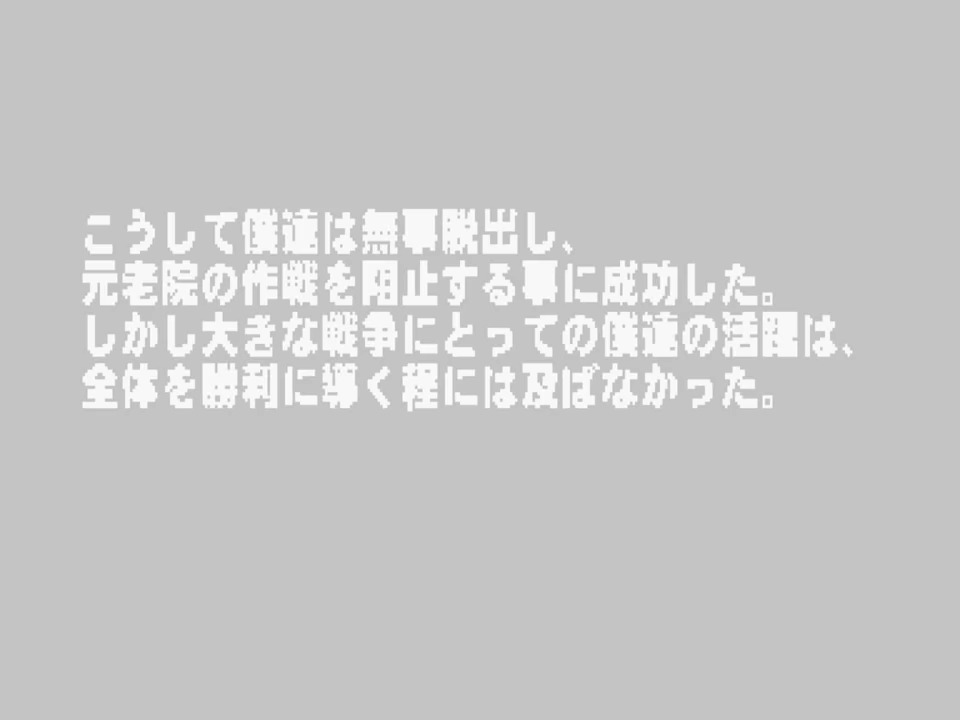 こうして僕達は無事脱出し、
元老院の作戦を阻止する事に成功した。
しかし大きな戦争にとっての僕達の活躍は、
全体を勝利に導く程には及ばなかった。